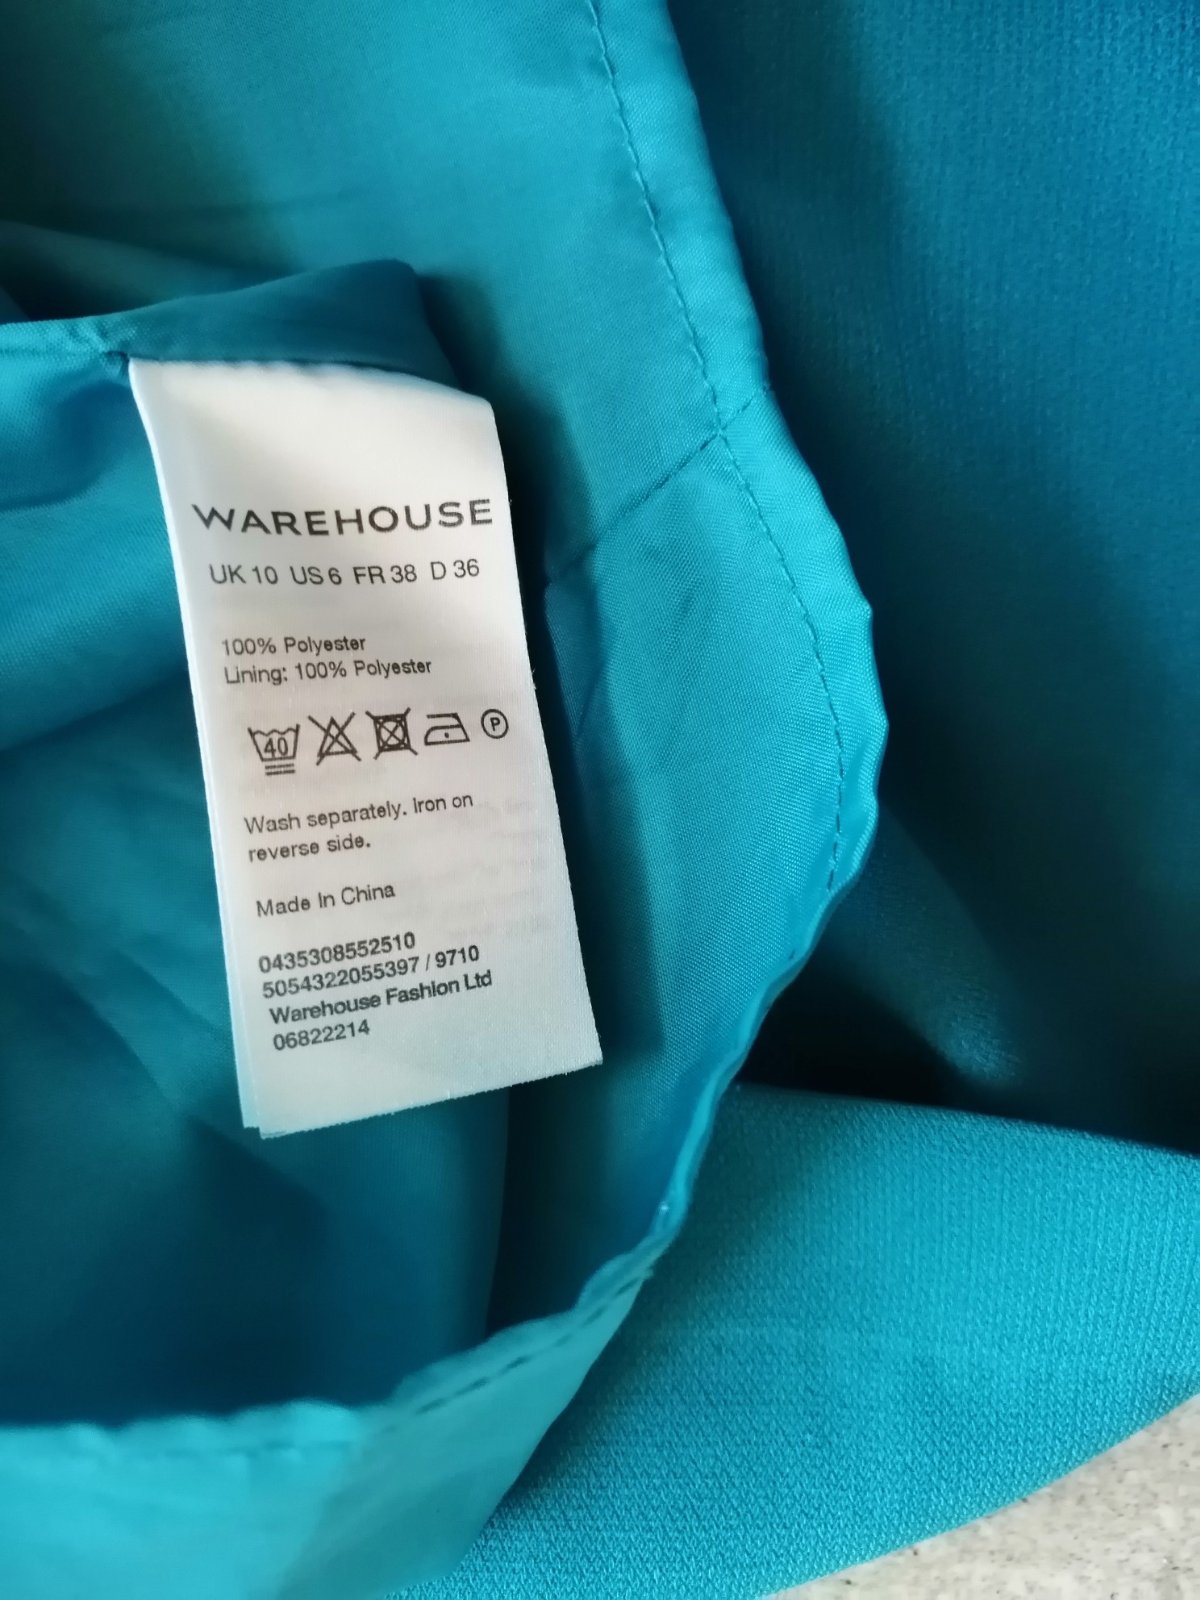 WAREHOUSE
UK 10 US 6 FR 38 D 36
100% Polyester
Lining: 100% Polyester
40 P
Wash separately. Iron on
reverse side.
Made In China
0435308552510
5054322055397 / 9710
Warehouse Fashion Ltd
06822214